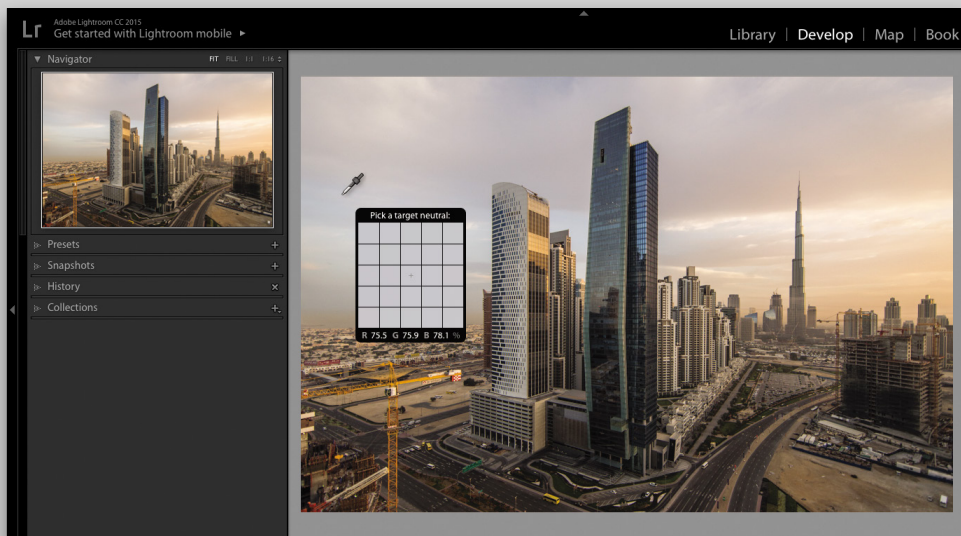 Lr
Adobe Lightroom CC 2015
Get started with Lightroom mobile
Library | Develop | Map | Book
Navigator
FIT FILL 1:1 1:16
Presets
Snapshots
History
Collections
Pick a target neutral:
R 75.5 G 75.9 B 78.1 %